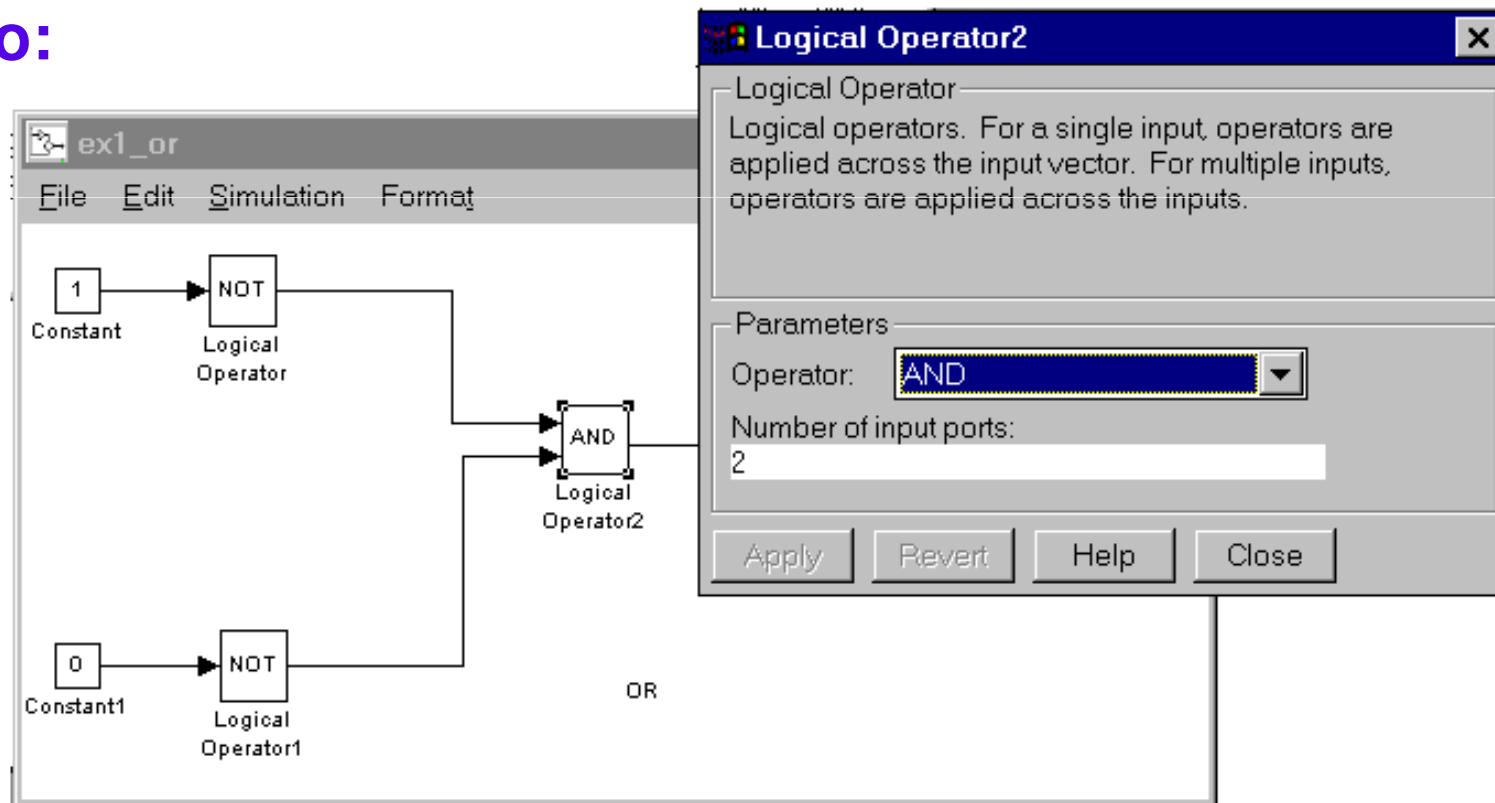 o:
ex1_or
File Edit Simulation Format
1
Constant
NOT
Logical
Operator
AND
Logical
Operator2
0
Constant1
NOT
Logical
Operator1
OR
Logical Operator2
Logical Operator
Logical operators. For a single input, operators are
applied across the input vector. For multiple inputs,
operators are applied across the inputs.
Parameters
Operator: AND
Number of input ports:
2
Apply Revert Help Close